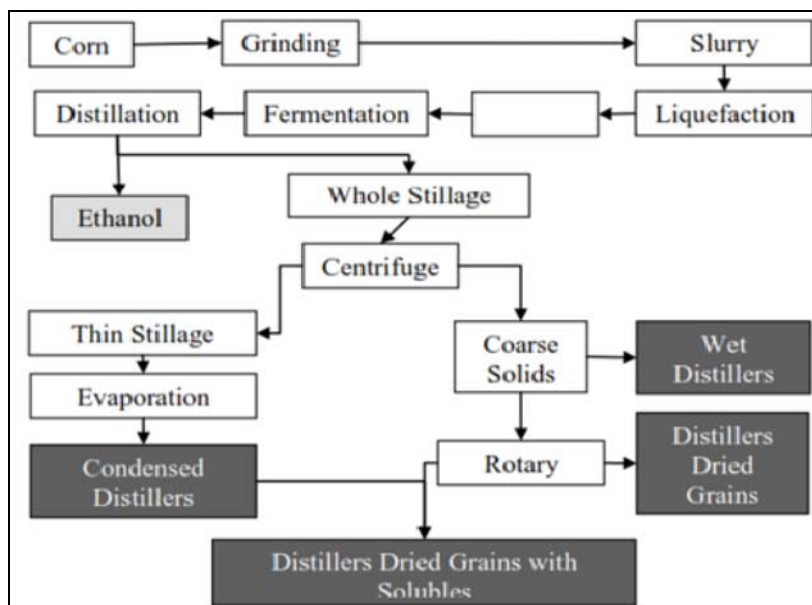 Corn
Grinding
Slurry
Distillation
Fermentation
Liquefaction
Whole Stillage
Ethanol
Centrifuge
Thin Stillage
Coarse
Solids
Wet
Distillers
Evaporation
Distillers
Dried
Grains
Rotary
Condensed
Distillers
Distillers Dried Grains with
Solubles